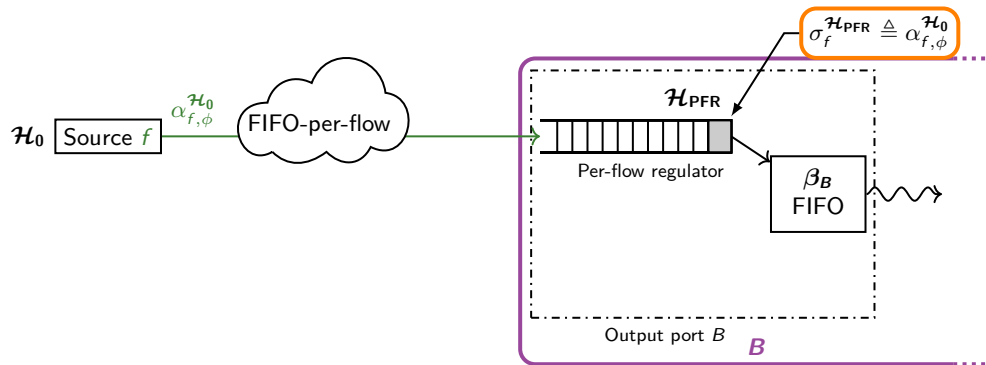 σ_f^{𝓗_PFR} ≜ α_{f,ϕ}^{𝓗_0}
𝓗_PFR
α_{f,ϕ}^{𝓗_0}
𝓗_0 Source f
FIFO-per-flow
Per-flow regulator
β_B
FIFO
Output port B
B